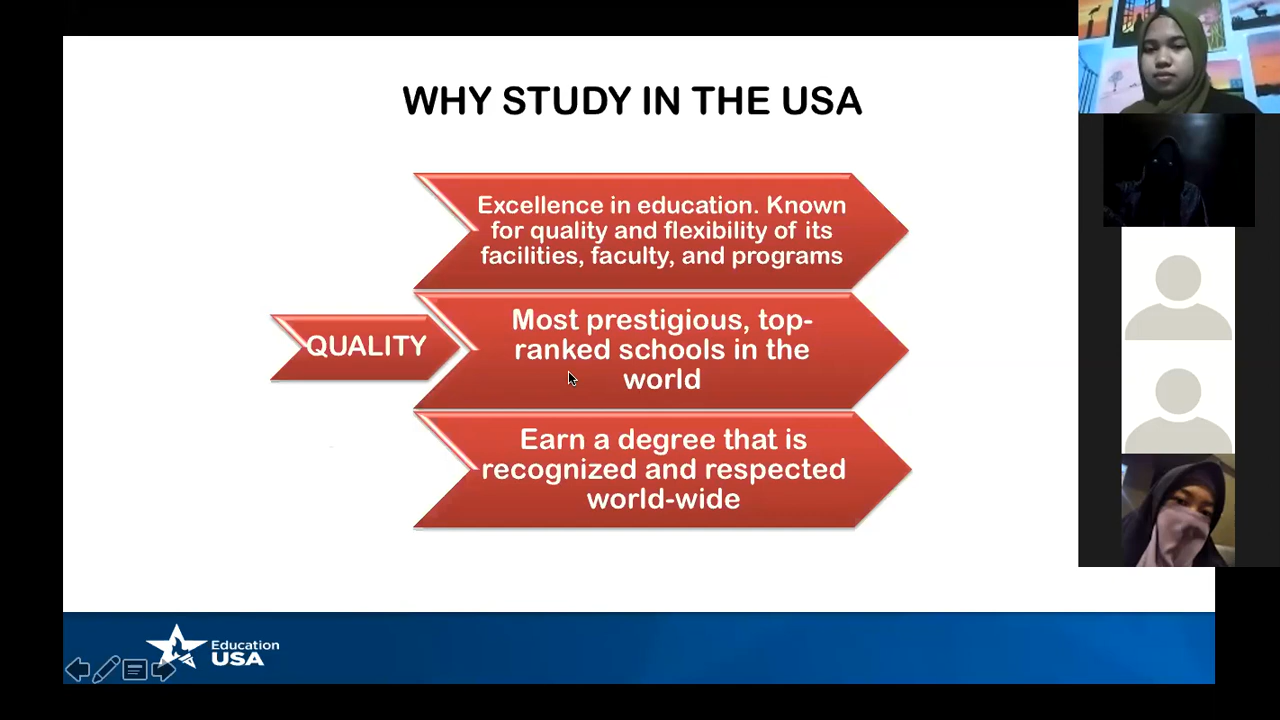 WHY STUDY IN THE USA
Excellence in education. Known
for quality and flexibility of its
facilities, faculty, and programs
QUALITY
Most prestigious, top-
ranked schools in the
world
Earn a degree that is
recognized and respected
world-wide
Education
USA